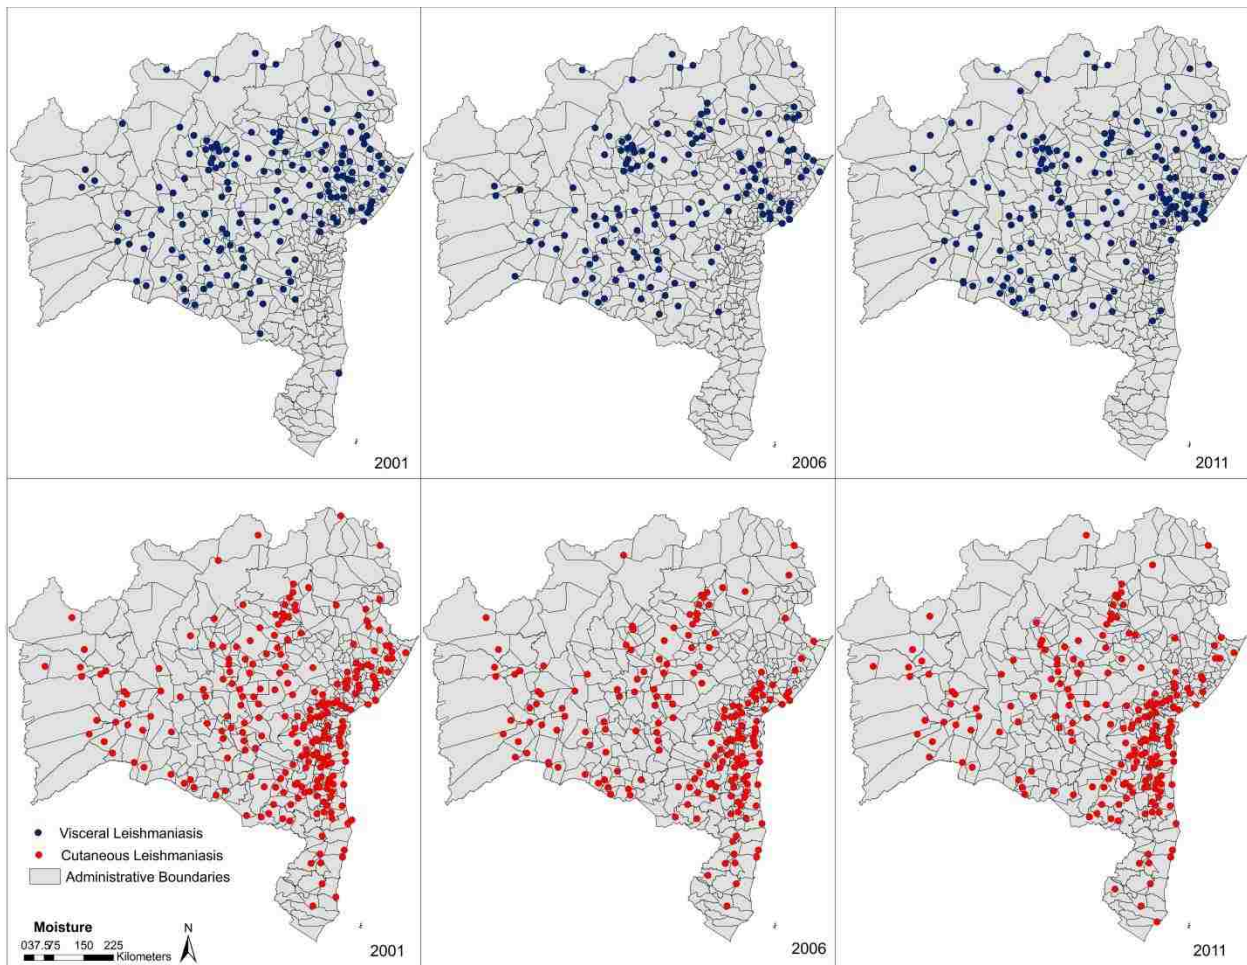 2001
2006
2011
Visceral Leishmaniasis
Cutaneous Leishmaniasis
Administrative Boundaries
Moisture
N
037.575 150 225
Kilometers
2001
2006
2011